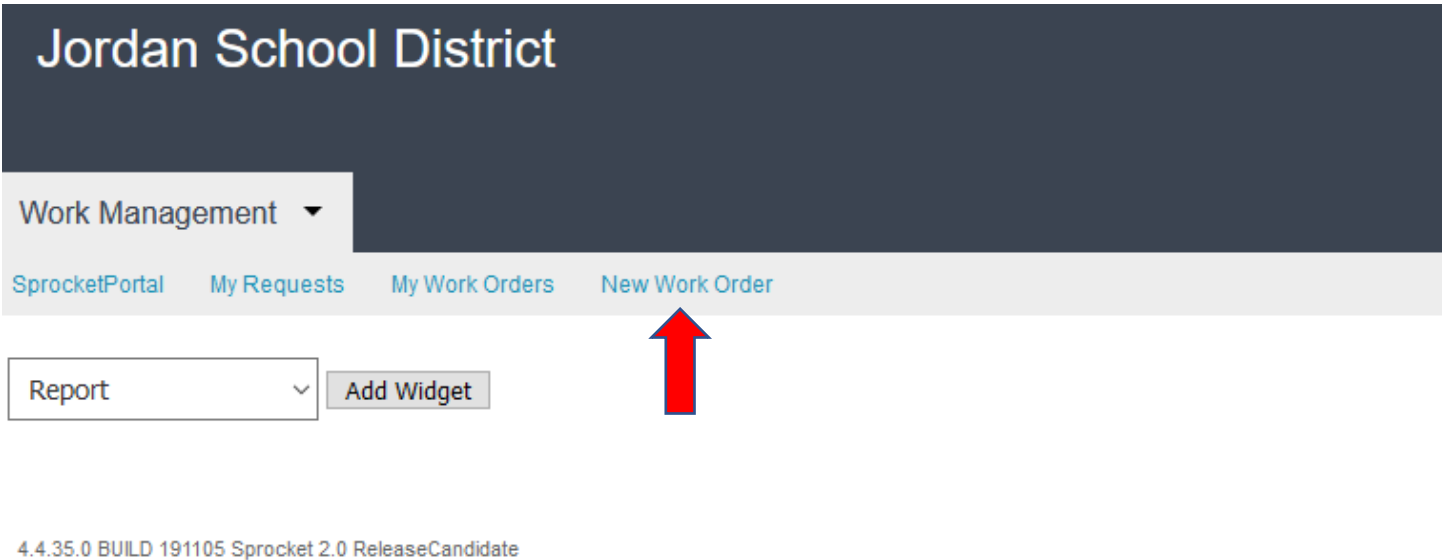 Jordan School District
Work Management
SprocketPortal My Requests My Work Orders New Work Order
Report Add Widget
4.4.35.0 BUILD 191105 Sprocket 2.0 ReleaseCandidate